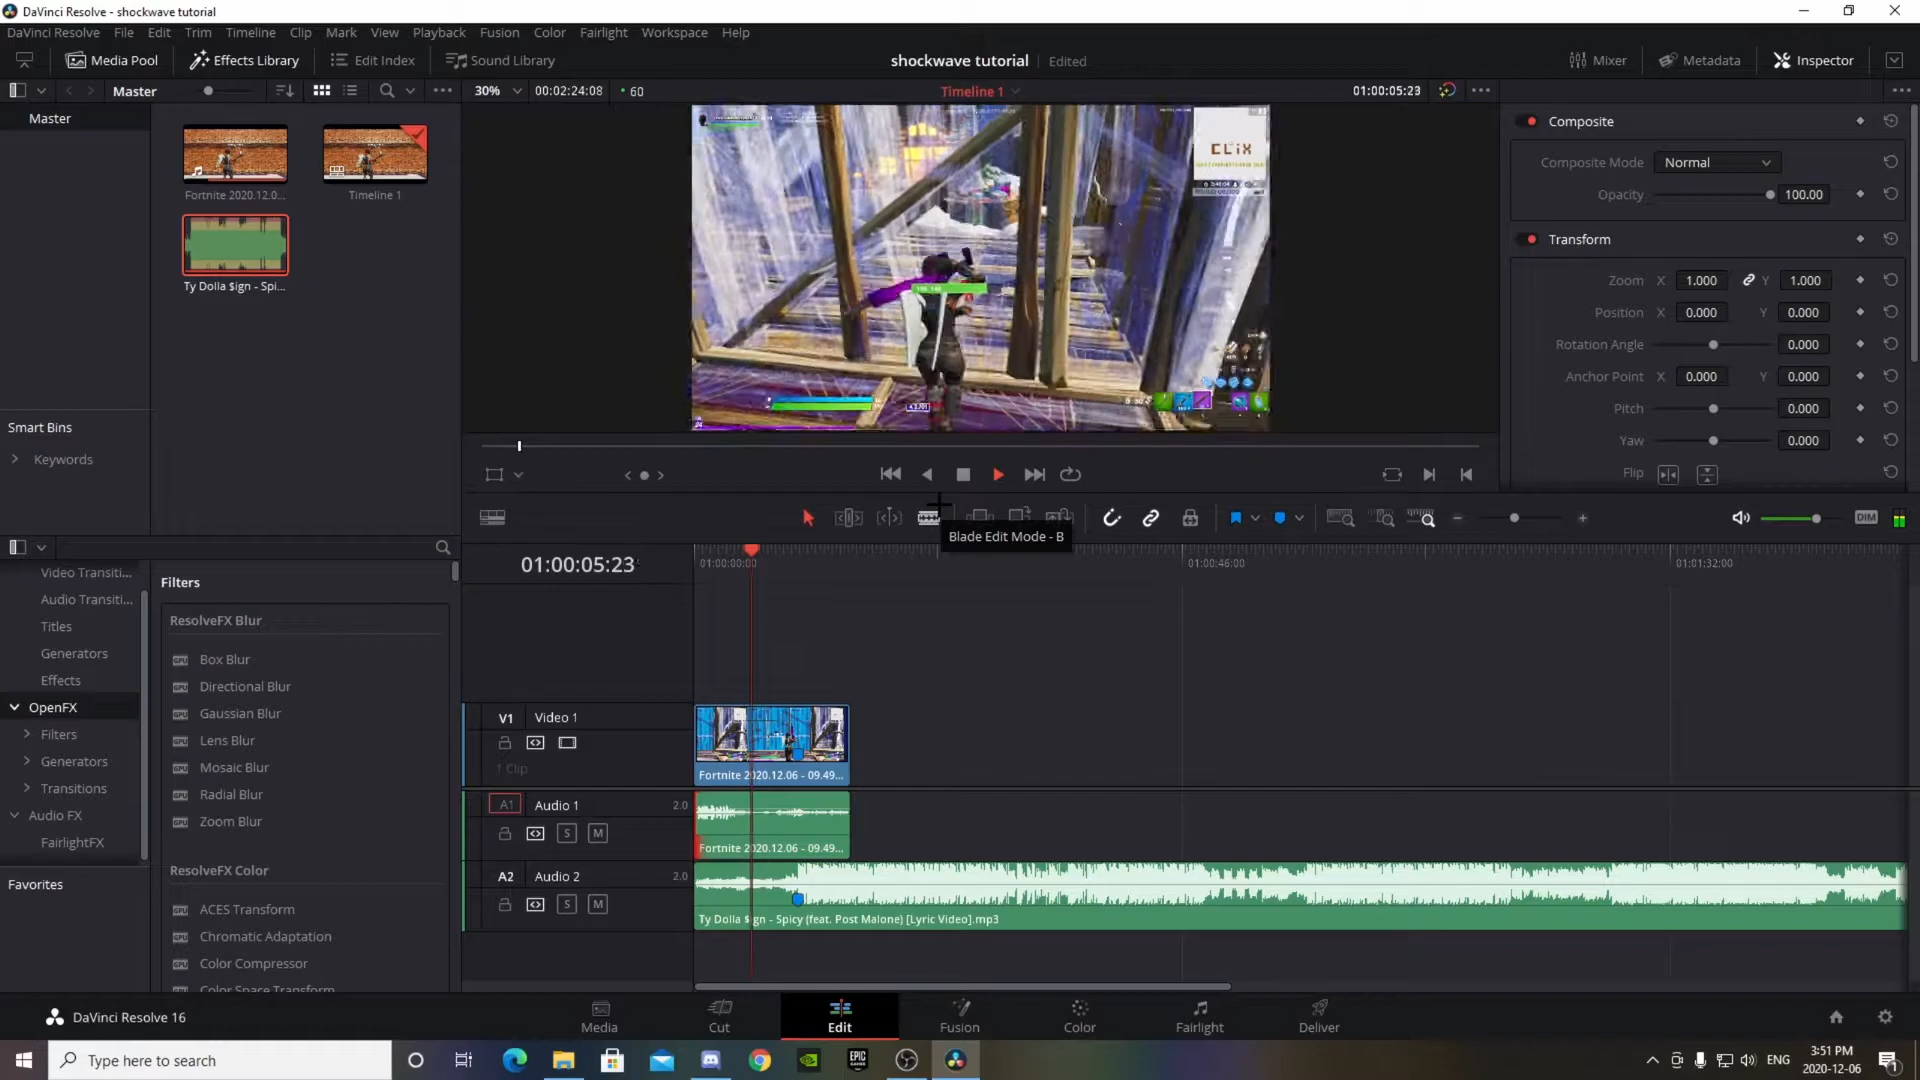 DaVinci Resolve - shockwave tutorial
DaVinci Resolve File Edit Trim Timeline Clip Mark View Playback Fusion Color Fairlight Workspace Help
Media Pool Effects Library Edit Index Sound Library shockwave tutorial Edited Mixer Metadata Inspector
Master 30% 00:02:24:08 60 Timeline 1 01:00:05:23
Master
Fortnite 2020.12.0... Timeline 1
Ty Dolla $ign - Spi...
Smart Bins
Keywords
CLIX
Composite
Composite Mode Normal
Opacity 100.00
Transform
Zoom X 1.000 Y 1.000
Position X 0.000 Y 0.000
Rotation Angle 0.000
Anchor Point X 0.000 Y 0.000
Pitch 0.000
Yaw 0.000
Flip
DIM
Blade Edit Mode - B
Video Transiti...
Audio Transiti...
Titles
Generators
Effects
OpenFX
Filters
Generators
Transitions
Audio FX
FairlightFX
Favorites
Filters
ResolveFX Blur
Box Blur
Directional Blur
Gaussian Blur
Lens Blur
Mosaic Blur
Radial Blur
Zoom Blur
ResolveFX Color
ACES Transform
Chromatic Adaptation
Color Compressor
Color Space Transform
01:00:05:23 01:00:00:00 01:00:46:00 01:01:32:00
V1 Video 1
1 Clip
Fortnite 2020.12.06 - 09.49...
A1 Audio 1 2.0
S M
Fortnite 2020.12.06 - 09.49...
A2 Audio 2 2.0
S M
Ty Dolla $ign - Spicy (feat. Post Malone) [Lyric Video].mp3
DaVinci Resolve 16
Media Cut Edit Fusion Color Fairlight Deliver
Type here to search
EPIC GAMES
ENG
3:51 PM
2020-12-06
1